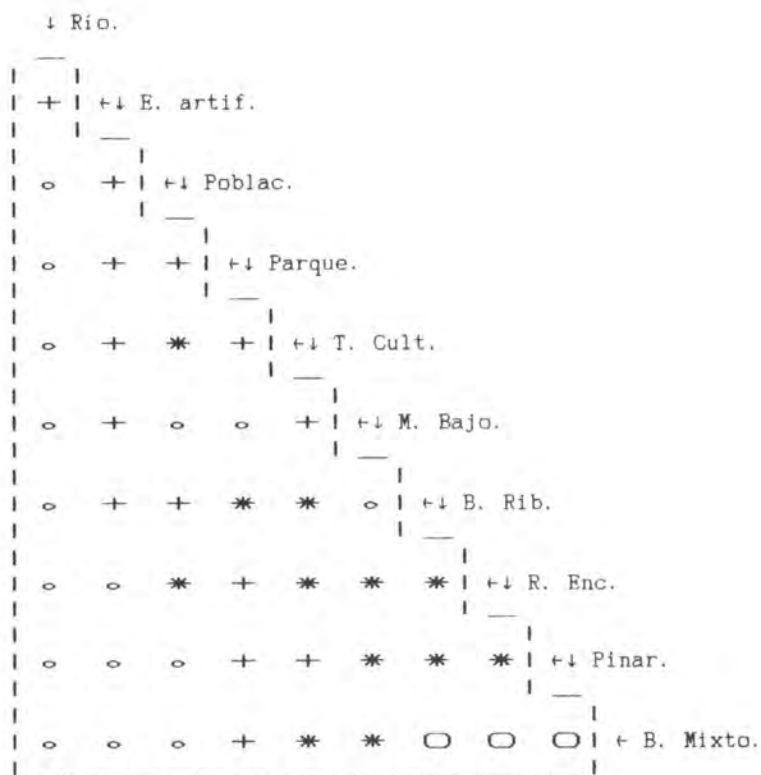 ↓ Río.
+ ←↓ E. artif.
o + ←↓ Poblac.
o + + ←↓ Parque.
o + * + ←↓ T. Cult.
o + o o + ←↓ M. Bajo.
o + + * * o ←↓ B. Rib.
o o * + * * * ←↓ R. Enc.
o o o + + * * * ←↓ Pinar.
o o o + * * O O O ← B. Mixto.